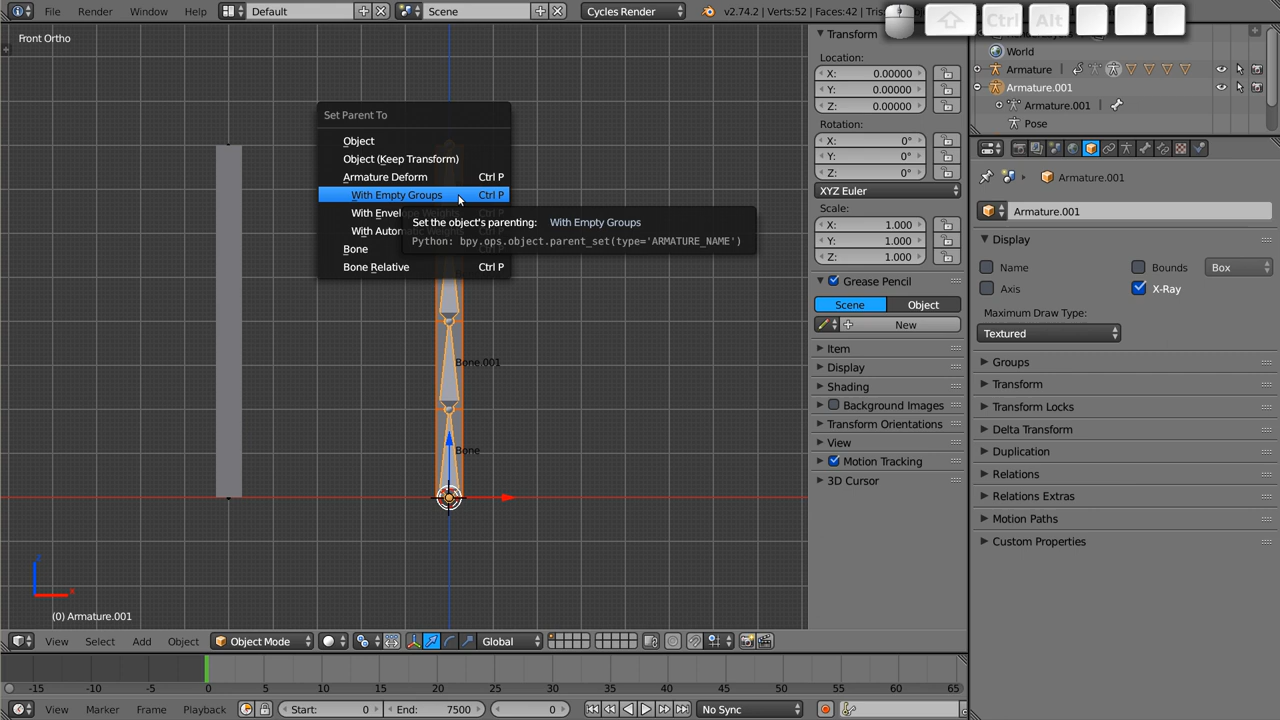 File
Render
Window
Help
Default
Scene
Cycles Render
v2.74.2 | Verts:52 | Faces:42 | Tris
Ctrl
Alt
Front Ortho
Set Parent To
Object
Object (Keep Transform)
Armature Deform Ctrl P
With Empty Groups Ctrl P
With Envelope Weights
With Automatic Weights
Bone
Bone Relative Ctrl P
Set the object's parenting: With Empty Groups
Python: bpy.ops.object.parent_set(type='ARMATURE_NAME')
Bone.001
Bone
z
x
(0) Armature.001
Transform
Location:
X: 0.00000
Y: 0.00000
Z: 0.00000
Rotation:
X: 0°
Y: 0°
Z: 0°
XYZ Euler
Scale:
X: 1.000
Y: 1.000
Z: 1.000
Grease Pencil
Scene
Object
New
Item
Display
Shading
Background Images
Transform Orientations
View
Motion Tracking
3D Cursor
World
Armature
Armature.001
Armature.001
Pose
Armature.001
Armature.001
Display
Name
Bounds
Box
Axis
X-Ray
Maximum Draw Type:
Textured
Groups
Transform
Transform Locks
Delta Transform
Duplication
Relations
Relations Extras
Motion Paths
Custom Properties
View
Select
Add
Object
Object Mode
Global
-15 -10 -5 0 5 10 15 20 25 30 35 40 45 50 55 60 65
View
Marker
Frame
Playback
Start: 0
End: 7500
0
No Sync